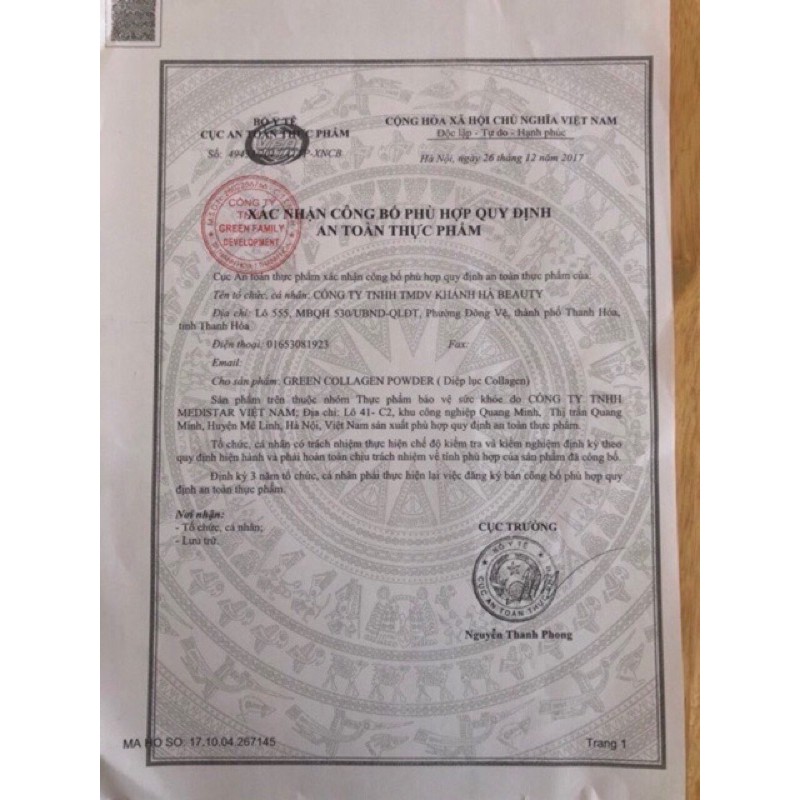 BỘ Y TẾ
CỤC AN TOÀN THỰC PHẨM
CỘNG HÒA XÃ HỘI CHỦ NGHĨA VIỆT NAM
Độc lập - Tự do - Hạnh phúc
Số: XNCB
Hà Nội, ngày 26 tháng 12 năm 2017
CÔNG TY
GREEN FAMILY
DEVELOPMENT
XÁC NHẬN CÔNG BỐ PHÙ HỢP QUY ĐỊNH
AN TOÀN THỰC PHẨM
Cục An toàn thực phẩm xác nhận công bố phù hợp quy định an toàn thực phẩm của:
Tên tổ chức, cá nhân: CÔNG TY TNHH TMDV KHÁNH HÀ BEAUTY
Địa chỉ: Lô 555, MBQH 530/UBND-QLĐT, Phường Đông Vệ, thành phố Thanh Hóa,
tỉnh Thanh Hóa
Điện thoại: 01653081923 Fax:
Email:
Cho sản phẩm: GREEN COLLAGEN POWDER ( Diệp lục Collagen)
Sản phẩm trên thuộc nhóm Thực phẩm bảo vệ sức khỏe do CÔNG TY TNHH
MEDISTAR VIỆT NAM; Địa chỉ: Lô 41- C2, khu công nghiệp Quang Minh, Thị trấn Quang
Minh, Huyện Mê Linh, Hà Nội, Việt Nam sản xuất phù hợp quy định an toàn thực phẩm.
Tổ chức, cá nhân có trách nhiệm thực hiện chế độ kiểm tra và kiểm nghiệm định kỳ theo
quy định hiện hành và phải hoàn toàn chịu trách nhiệm về tính phù hợp của sản phẩm đã công bố.
Định kỳ 3 năm tổ chức, cá nhân phải thực hiện lại việc đăng ký bản công bố phù hợp quy
định an toàn thực phẩm.
Nơi nhận:
- Tổ chức, cá nhân;
- Lưu trữ.
CỤC TRƯỞNG
BỘ Y TẾ
CỤC AN TOÀN THỰC
Nguyễn Thanh Phong
MA HO SO: 17.10.04.267145
Trang 1